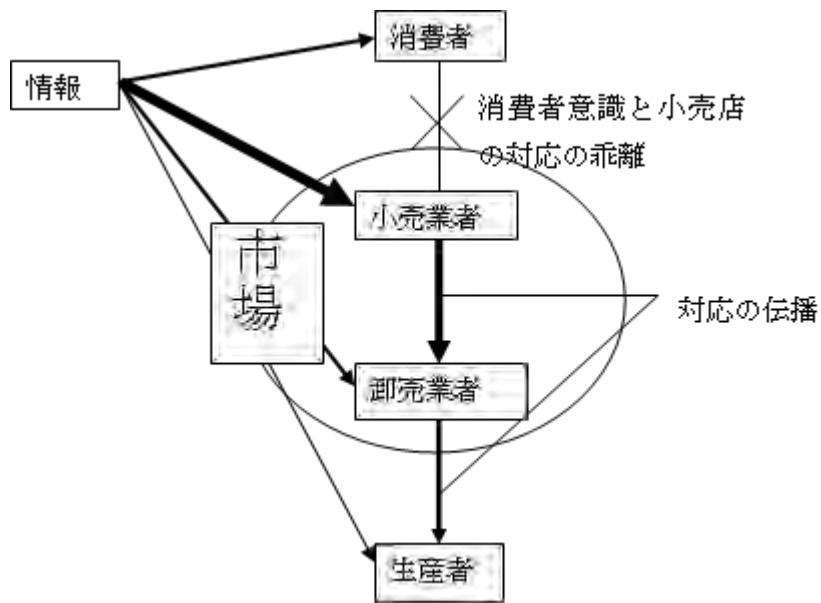 消費者
情報
消費者意識と小売店
の対応の乖離
小売業者
市
場
対応の伝播
卸売業者
生産者